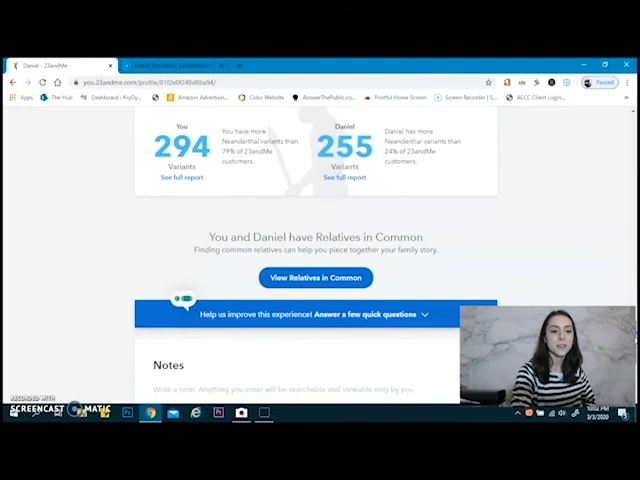 Daniel - 23andMe
you.23andme.com/profile/81f2e0f248d8ba94/
Paused
Apps The Hub Dashboard - KryDy... Amazon Advertisin... Color Website AnswerThePublic.co... Printful Home Screen Screen Recorder | S... ACCC Client Login...
You
294
Variants
See full report
You have more
Neanderthal variants than
79% of 23andMe
customers.
Daniel
255
Variants
See full report
Daniel has more
Neanderthal variants than
24% of 23andMe
customers.
You and Daniel have Relatives in Common
Finding common relatives can help you piece together your family story.
View Relatives in Common
Help us improve this experience! Answer a few quick questions
Notes
Write a note. Anything you enter will be searchable and viewable only by you.
RECORDED WITH
SCREENCAST MATIC
10:02 PM
3/3/2020